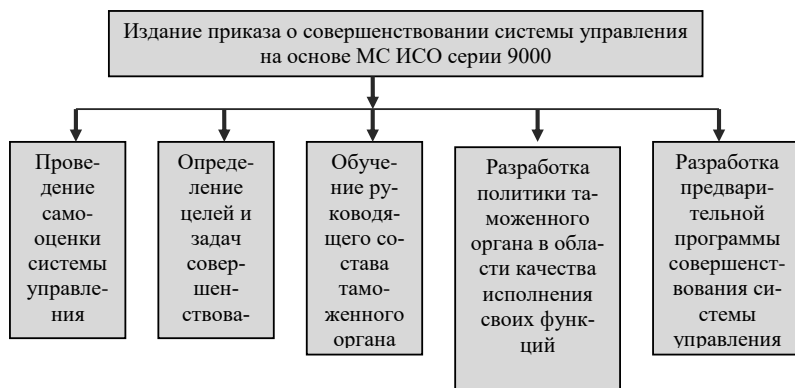 Издание приказа о совершенствовании системы управления
на основе МС ИСО серии 9000
Прове-
дение
само-
оценки
системы
управле-
ния
Опреде-
ление
целей и
задач
совер-
шен-
ствова-
Обуче-
ние ру-
ководя-
щего со-
става
тамо-
женного
органа
Разработка
политики та-
моженного
органа в обла-
сти качества
исполнения
своих функ-
ций
Разработка
предвари-
тельной
программы
совершенст-
вования си-
стемы
управления